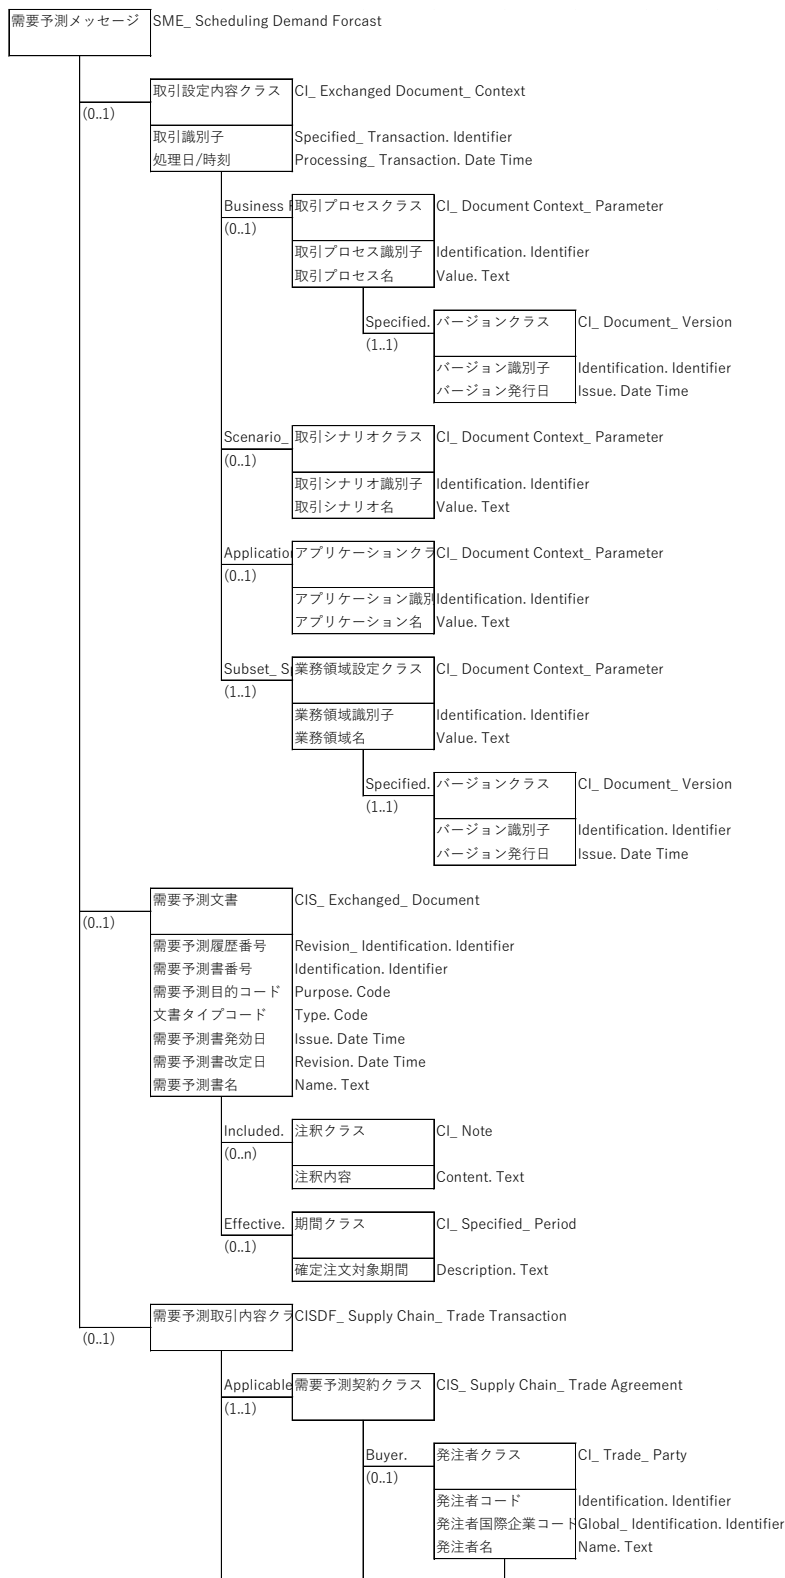 需要予測メッセージ SME_ Scheduling Demand Forcast
取引設定内容クラス CI_ Exchanged Document_ Context
(0..1)
取引識別子 Specified_ Transaction. Identifier
処理日/時刻 Processing_ Transaction. Date Time
Business 取引プロセスクラス CI_ Document Context_ Parameter
(0..1)
取引プロセス識別子 Identification. Identifier
取引プロセス名 Value. Text
Specified. バージョンクラス CI_ Document_ Version
(1..1)
バージョン識別子 Identification. Identifier
バージョン発行日 Issue. Date Time
Scenario_ 取引シナリオクラス CI_ Document Context_ Parameter
(0..1)
取引シナリオ識別子 Identification. Identifier
取引シナリオ名 Value. Text
Application アプリケーションクラ CI_ Document Context_ Parameter
(0..1)
アプリケーション識別 Identification. Identifier
アプリケーション名 Value. Text
Subset_ S 業務領域設定クラス CI_ Document Context_ Parameter
(1..1)
業務領域識別子 Identification. Identifier
業務領域名 Value. Text
Specified. バージョンクラス CI_ Document_ Version
(1..1)
バージョン識別子 Identification. Identifier
バージョン発行日 Issue. Date Time
需要予測文書 CIS_ Exchanged_ Document
(0..1)
需要予測履歴番号 Revision_ Identification. Identifier
需要予測書番号 Identification. Identifier
需要予測目的コード Purpose. Code
文書タイプコード Type. Code
需要予測書発効日 Issue. Date Time
需要予測書改定日 Revision. Date Time
需要予測書名 Name. Text
Included. 注釈クラス CI_ Note
(0..n)
注釈内容 Content. Text
Effective. 期間クラス CI_ Specified_ Period
(0..1)
確定注文対象期間 Description. Text
需要予測取引内容クラ CISDF_ Supply Chain_ Trade Transaction
(0..1)
Applicable 需要予測契約クラス CIS_ Supply Chain_ Trade Agreement
(1..1)
Buyer. 発注者クラス CI_ Trade_ Party
(0..1)
発注者コード Identification. Identifier
発注者国際企業コード Global_ Identification. Identifier
発注者名 Name. Text